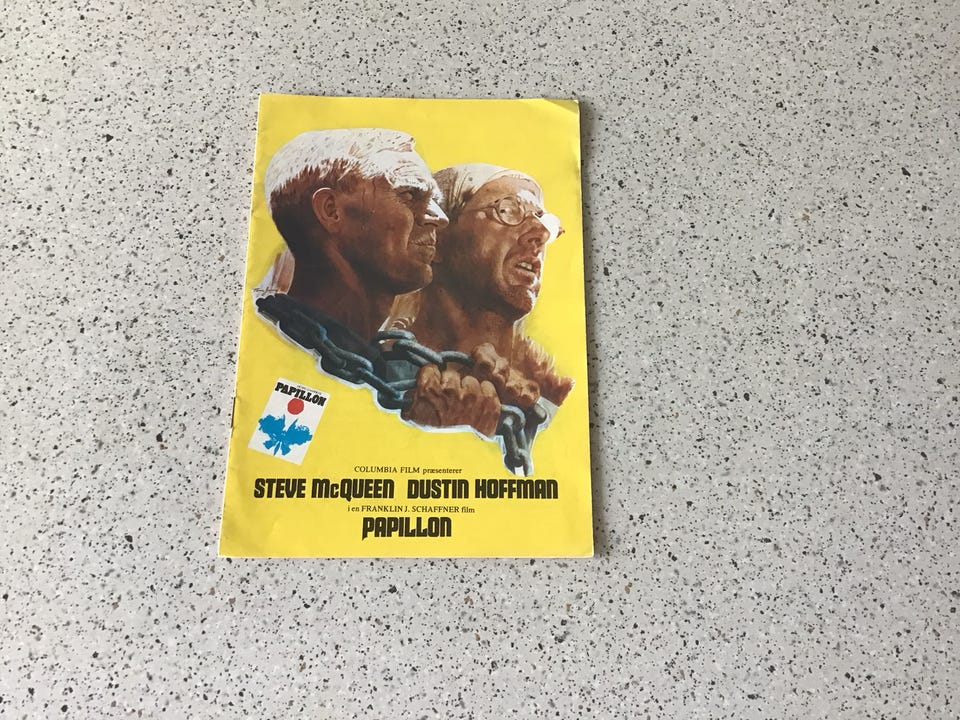 PAPILLON
COLUMBIA FILM præsenterer
STEVE McQUEEN DUSTIN HOFFMAN
i en FRANKLIN J. SCHAFFNER film
PAPILLON